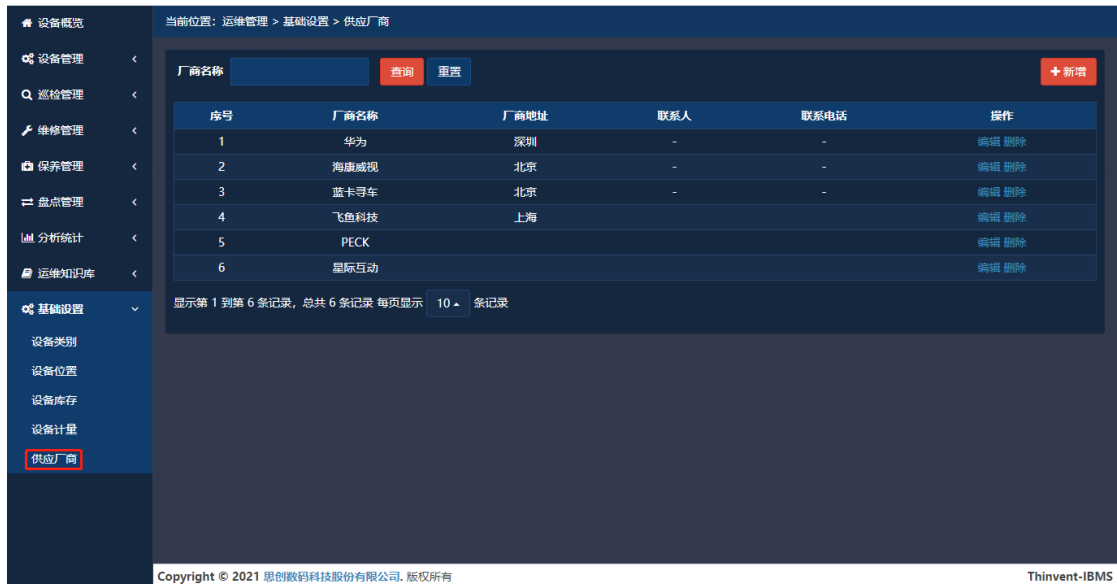 设备概览
设备管理
巡检管理
维修管理
保养管理
盘点管理
分析统计
运维知识库
基础设置
设备类别
设备位置
设备库存
设备计量
供应厂商
当前位置：运维管理 > 基础设置 > 供应厂商
厂商名称 查询 重置 +新增
序号 厂商名称 厂商地址 联系人 联系电话 操作
1 华为 深圳 - - 编辑 删除
2 海康威视 北京 - - 编辑 删除
3 蓝卡寻车 北京 - - 编辑 删除
4 飞鱼科技 上海 编辑 删除
5 PECK 编辑 删除
6 星际互动 编辑 删除
显示第 1 到第 6 条记录，总共 6 条记录 每页显示 10 条记录
Copyright © 2021 思创数码科技股份有限公司. 版权所有 Thinvent-IBMS